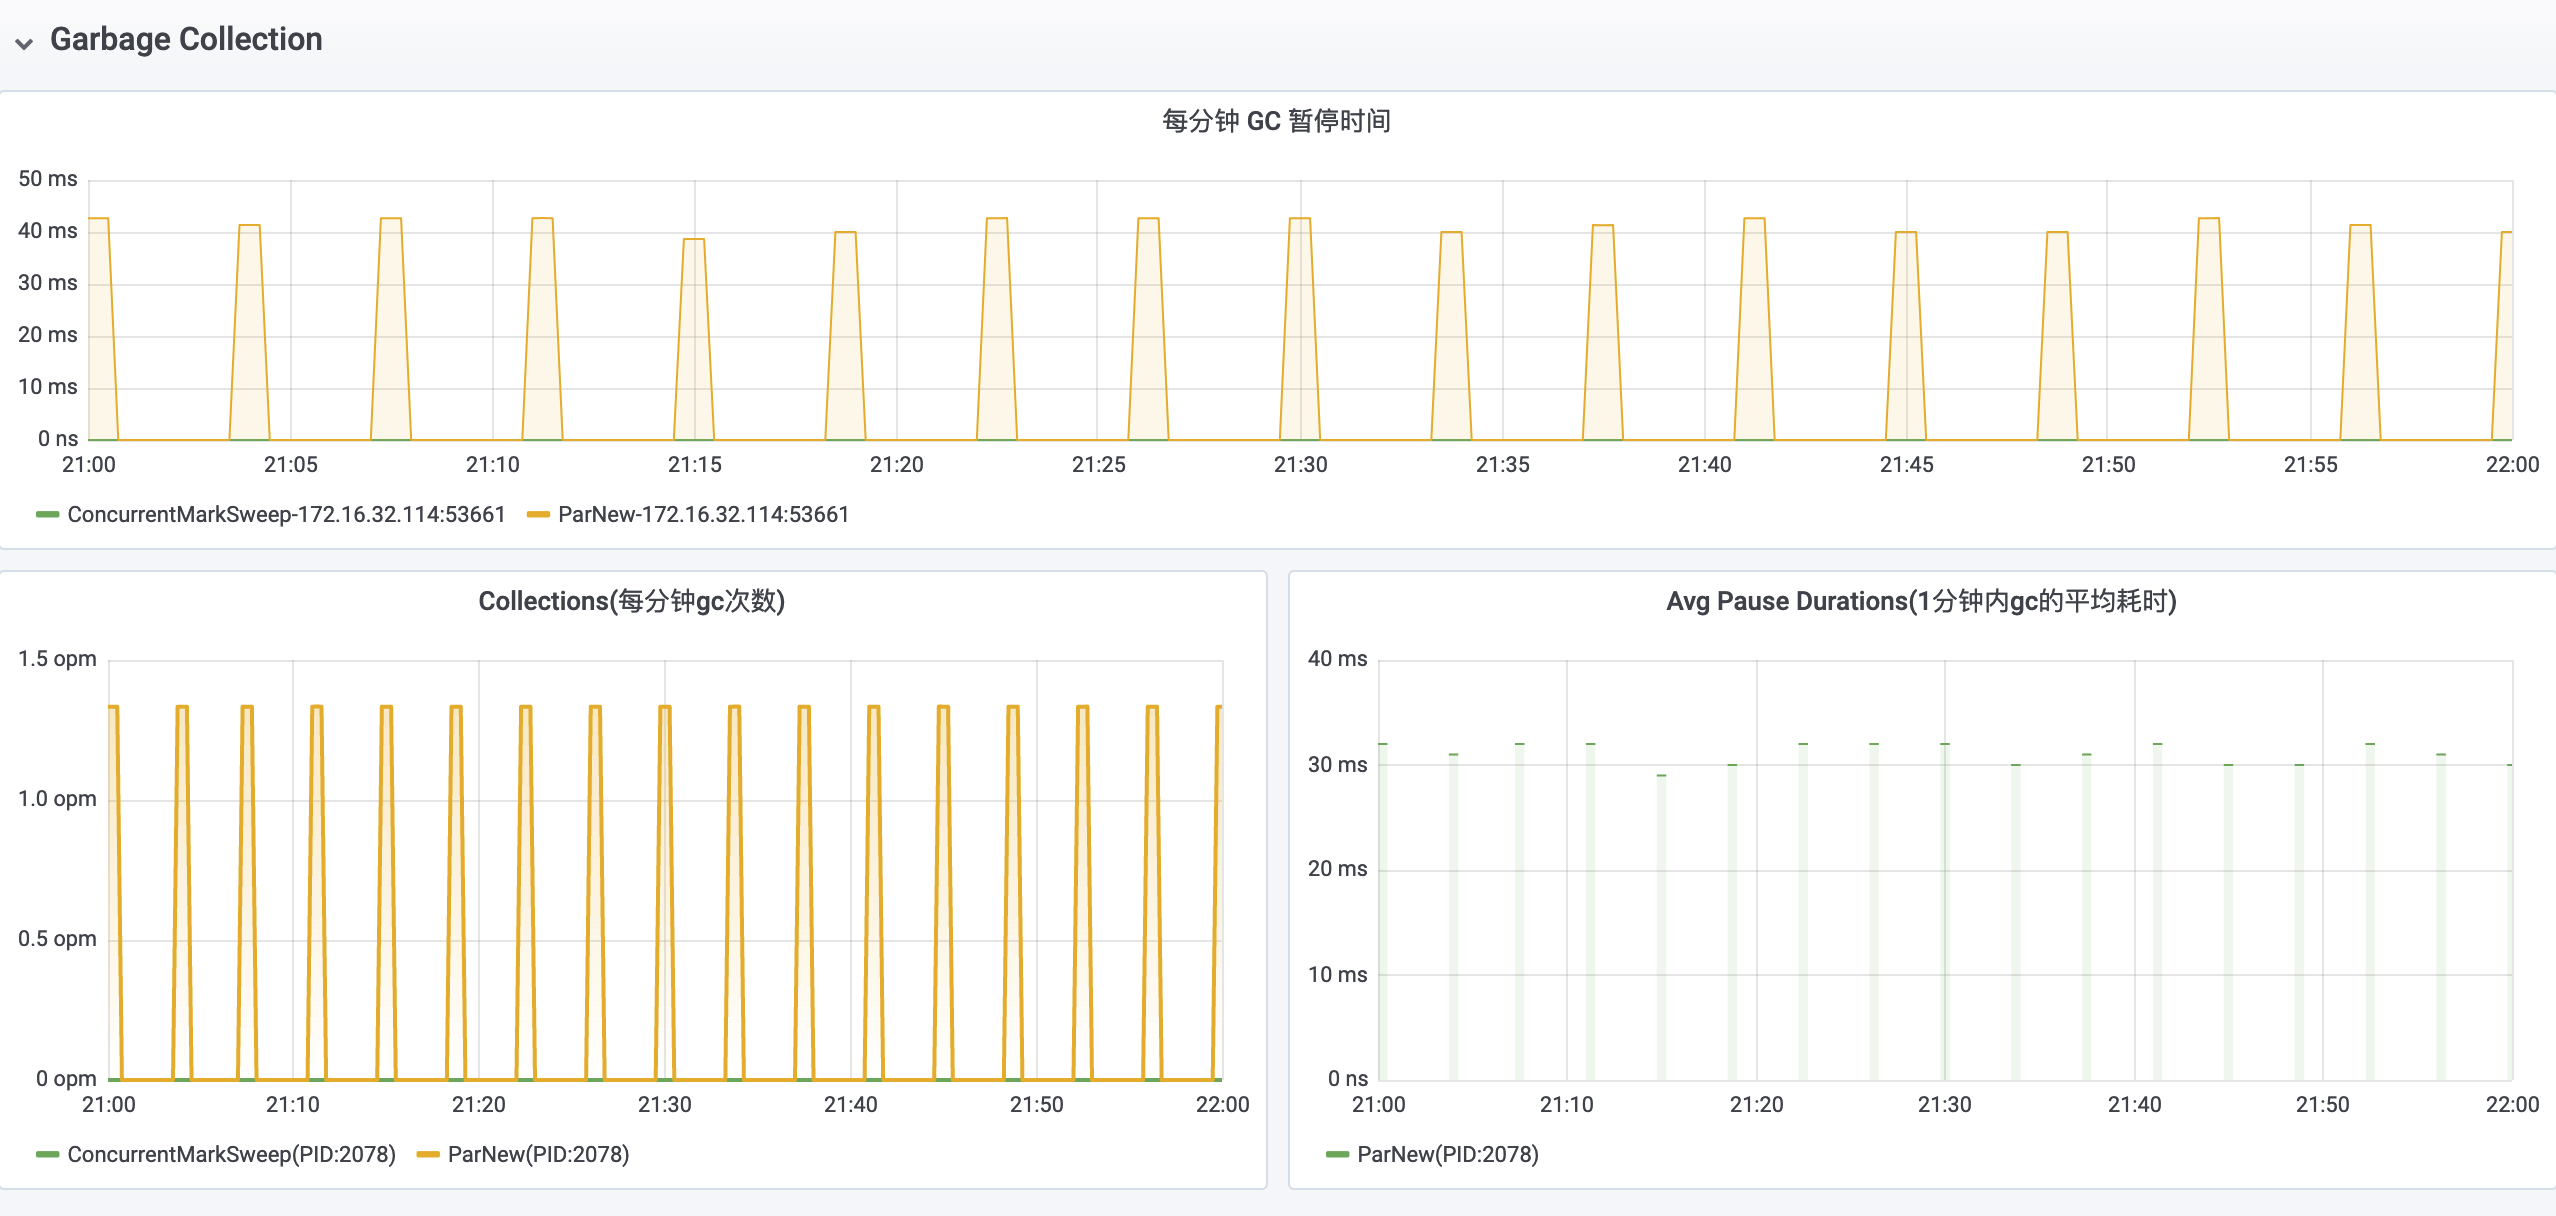 Garbage Collection
每分钟 GC 暂停时间
50 ms
40 ms
30 ms
20 ms
10 ms
0 ns
21:00 21:05 21:10 21:15 21:20 21:25 21:30 21:35 21:40 21:45 21:50 21:55 22:00
ConcurrentMarkSweep-172.16.32.114:53661 ParNew-172.16.32.114:53661
Collections(每分钟gc次数)
1.5 opm
1.0 opm
0.5 opm
0 opm
21:00 21:10 21:20 21:30 21:40 21:50 22:00
ConcurrentMarkSweep(PID:2078) ParNew(PID:2078)
Avg Pause Durations(1分钟内gc的平均耗时)
40 ms
30 ms
20 ms
10 ms
0 ns
21:00 21:10 21:20 21:30 21:40 21:50 22:00
ParNew(PID:2078)